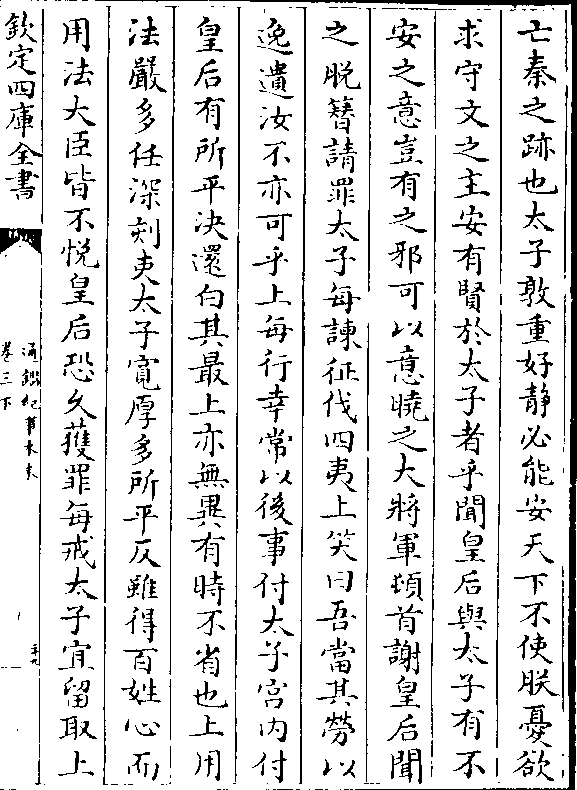 亡秦之跡也太子敦重好静必能安天下不使朕憂欲
求守文之主安有賢於太子者乎聞皇后與太子有不
安之意豈有之邪可以意曉之大將軍頓首謝皇后聞
之脱簪請罪太子每諫征伐四夷上笑曰吾當其勞以
逸遺汝不亦可乎上每行幸常以後事付太子宫内付
皇后有所平决還白其最上亦無異有時不省也上用
法嚴多任深刻吏太子寛厚多所平反雖得百姓心而
用法大臣皆不悦皇后恐久獲罪每戒太子宜留取上
欽定四庫全書
通鑑紀事本末
卷三下